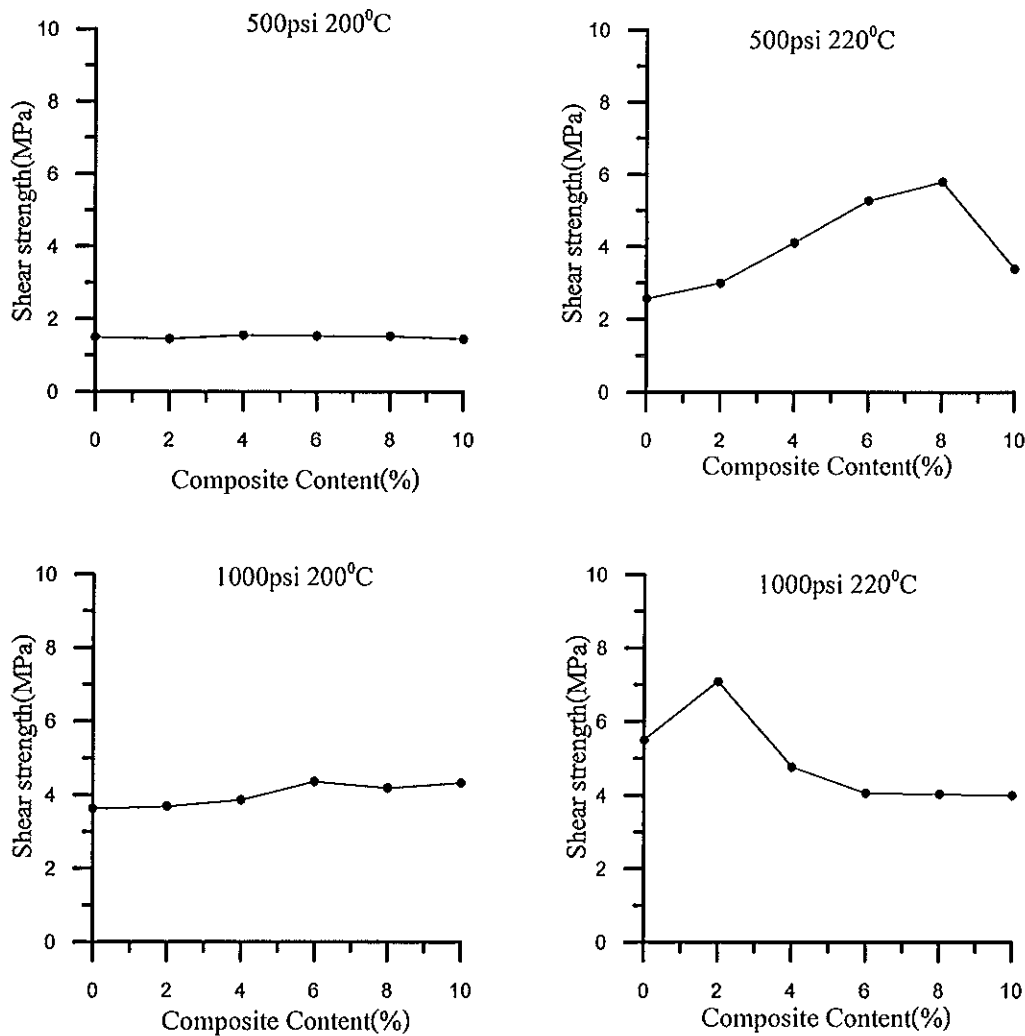 500psi 200⁰C
10
8
6
4
2
0
Shear strength(MPa)
0 2 4 6 8 10
Composite Content(%)
500psi 220⁰C
10
8
6
4
2
0
Shear strength(MPa)
0 2 4 6 8 10
Composite Content(%)
1000psi 200⁰C
10
8
6
4
2
0
Shear strength(MPa)
0 2 4 6 8 10
Composite Content(%)
1000psi 220⁰C
10
8
6
4
2
0
Shear strength(MPa)
0 2 4 6 8 10
Composite Content(%)